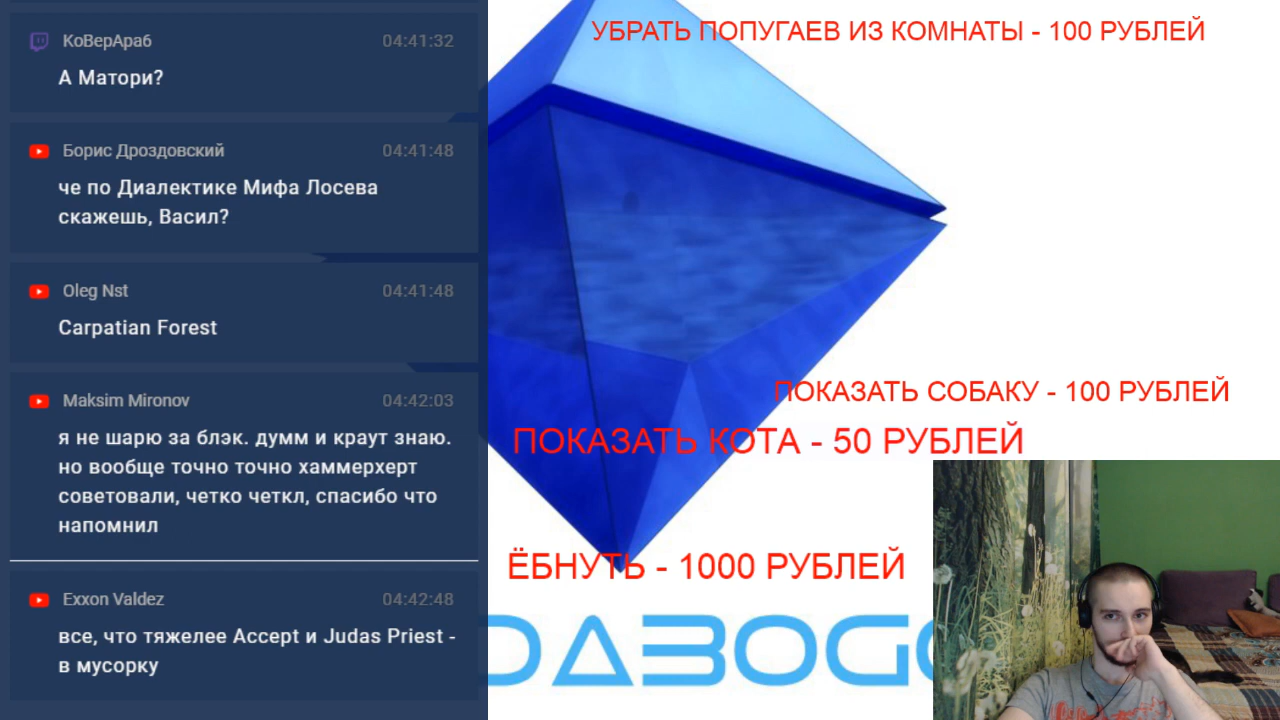 КоВерАра6 04:41:32
А Матори?
Борис Дроздовский 04:41:48
че по Диалектике Мифа Лосева
скажешь, Васил?
Oleg Nst 04:41:48
Carpatian Forest
Maksim Mironov 04:42:03
я не шарю за блэк. думм и краут знаю.
но вообще точно точно хаммерхерт
советовали, четко четкл, спасибо что
напомнил
Exxon Valdez 04:42:48
все, что тяжелее Accept и Judas Priest -
в мусорку
УБРАТЬ ПОПУГАЕВ ИЗ КОМНАТЫ - 100 РУБЛЕЙ
ПОКАЗАТЬ СОБАКУ - 100 РУБЛЕЙ
ПОКАЗАТЬ КОТА - 50 РУБЛЕЙ
ЁБНУТЬ - 1000 РУБЛЕЙ